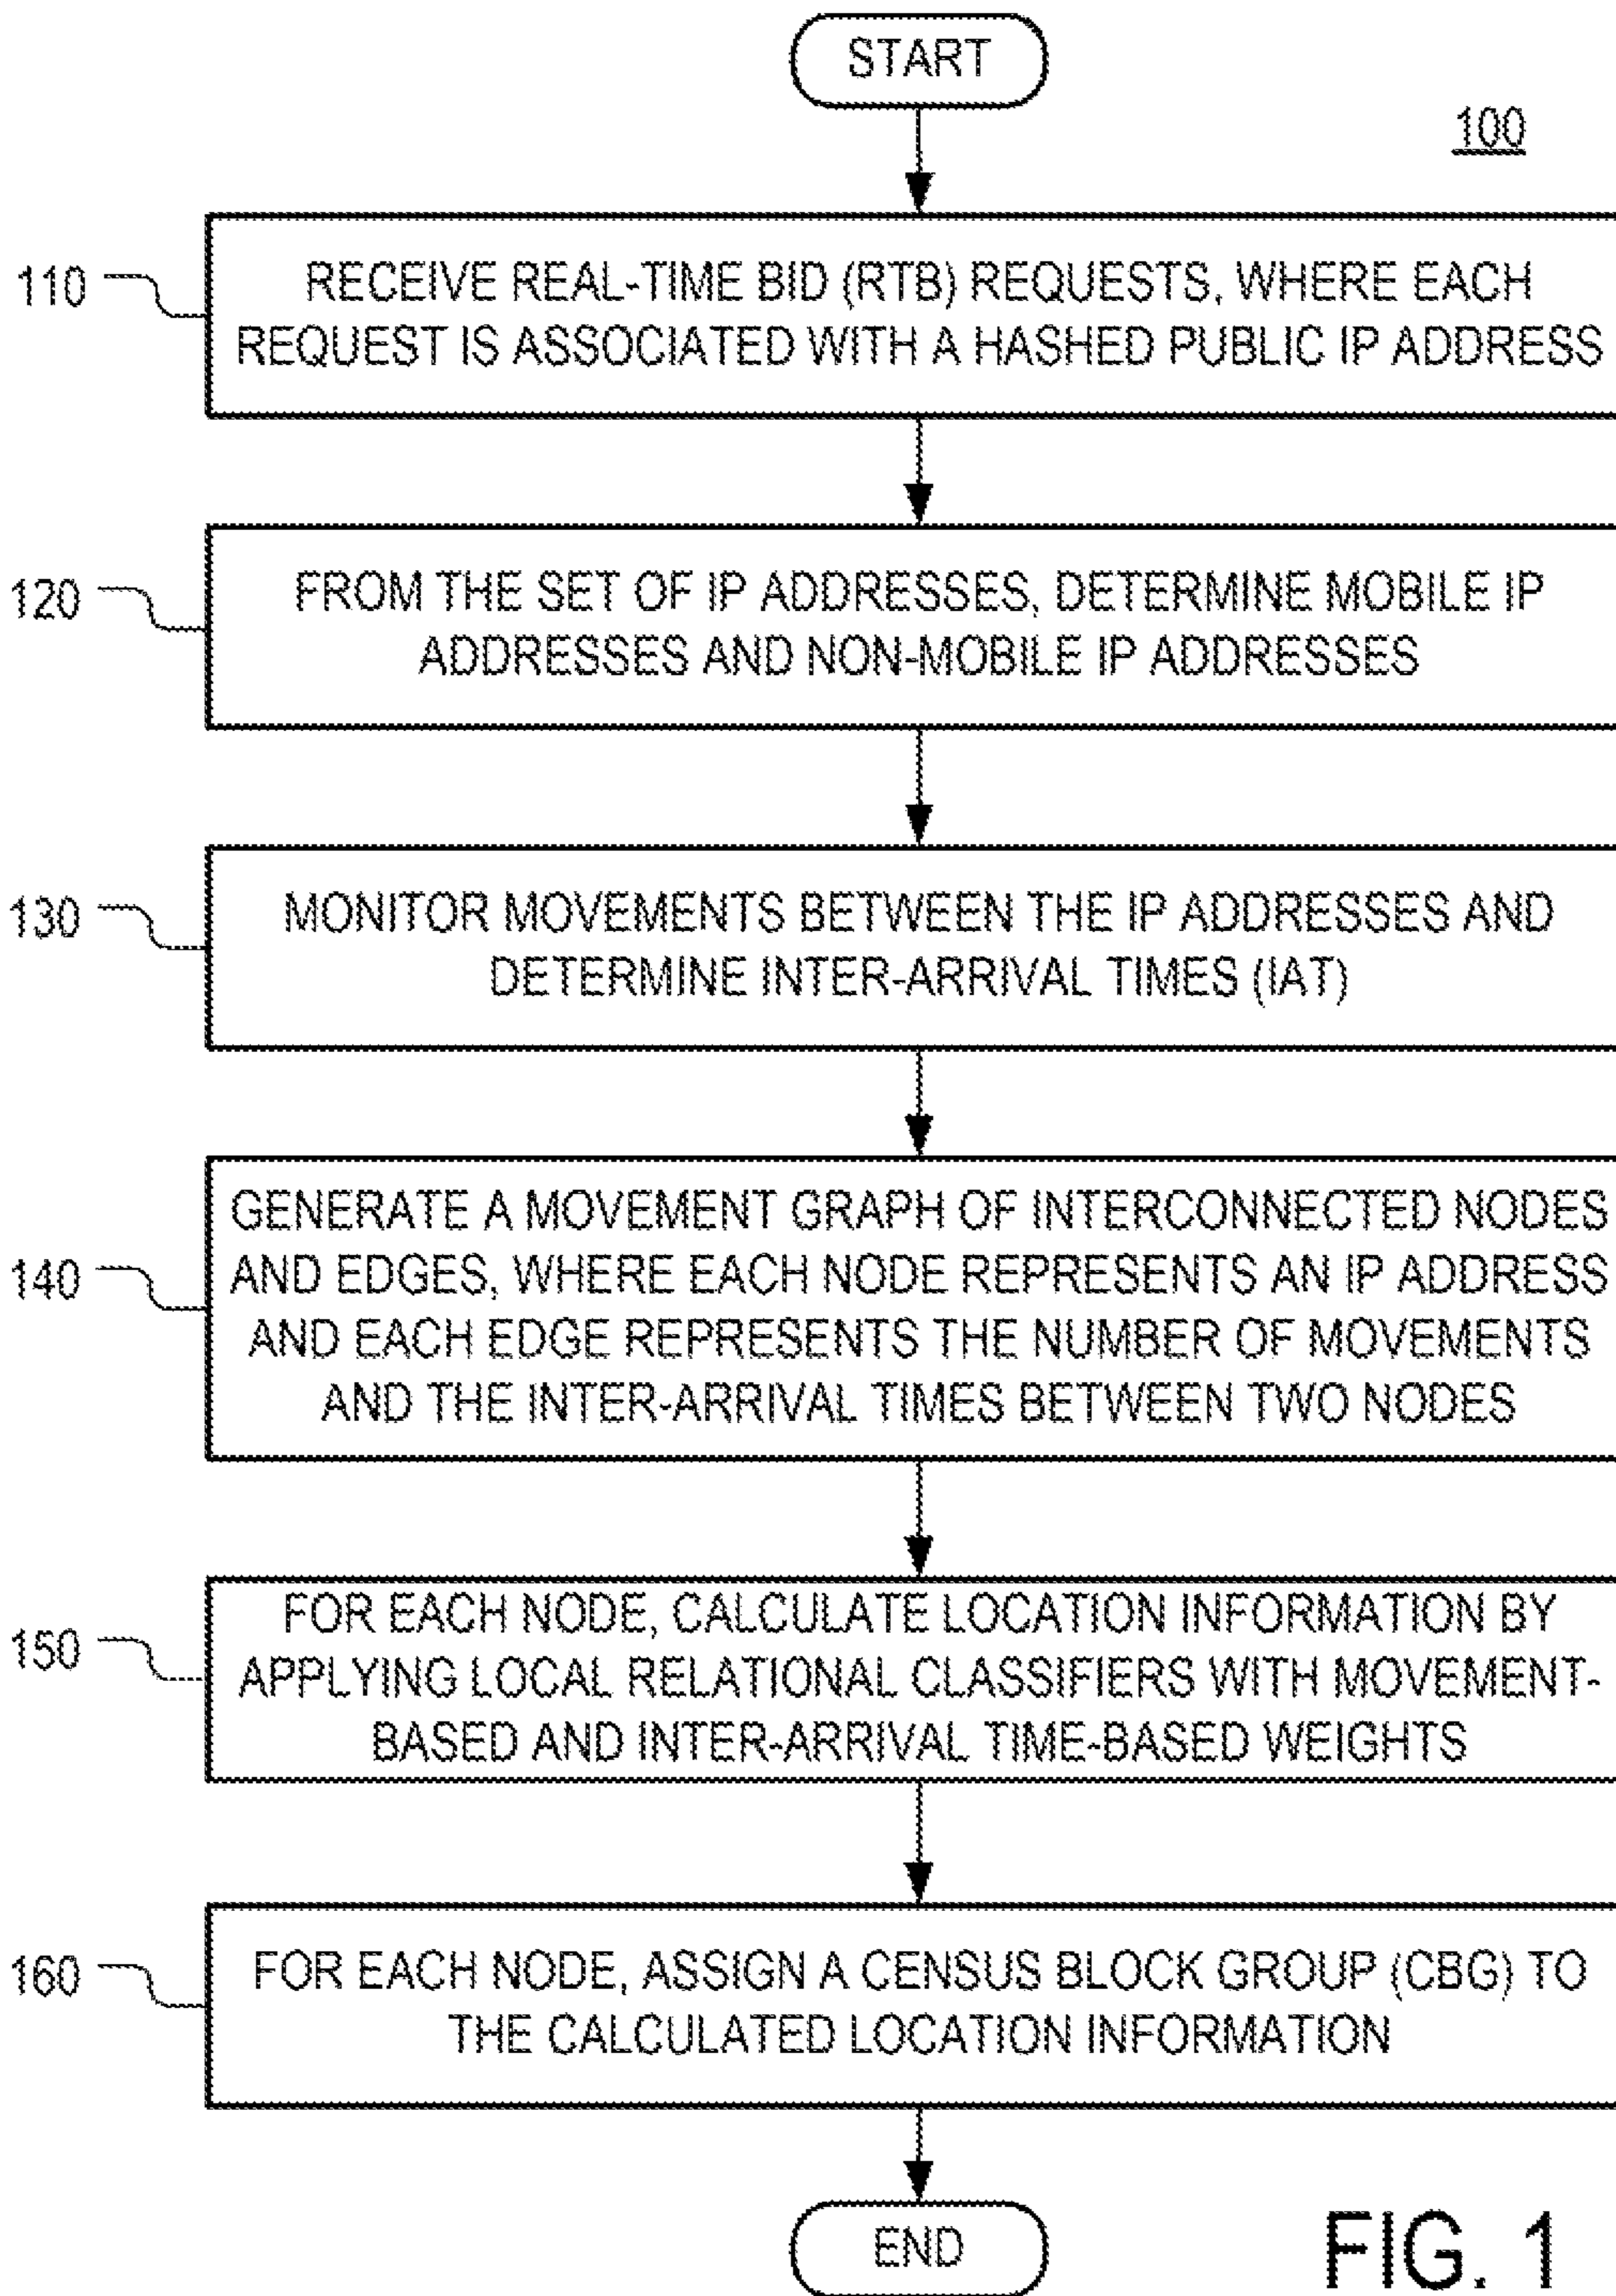 START
100
110
RECEIVE REAL-TIME BID (RTB) REQUESTS, WHERE EACH
REQUEST IS ASSOCIATED WITH A HASHED PUBLIC IP ADDRESS
120
FROM THE SET OF IP ADDRESSES, DETERMINE MOBILE IP
ADDRESSES AND NON-MOBILE IP ADDRESSES
130
MONITOR MOVEMENTS BETWEEN THE IP ADDRESSES AND
DETERMINE INTER-ARRIVAL TIMES (IAT)
140
GENERATE A MOVEMENT GRAPH OF INTERCONNECTED NODES
AND EDGES, WHERE EACH NODE REPRESENTS AN IP ADDRESS
AND EACH EDGE REPRESENTS THE NUMBER OF MOVEMENTS
AND THE INTER-ARRIVAL TIMES BETWEEN TWO NODES
150
FOR EACH NODE, CALCULATE LOCATION INFORMATION BY
APPLYING LOCAL RELATIONAL CLASSIFIERS WITH MOVEMENT-
BASED AND INTER-ARRIVAL TIME-BASED WEIGHTS
160
FOR EACH NODE, ASSIGN A CENSUS BLOCK GROUP (CBG) TO
THE CALCULATED LOCATION INFORMATION
END
FIG. 1